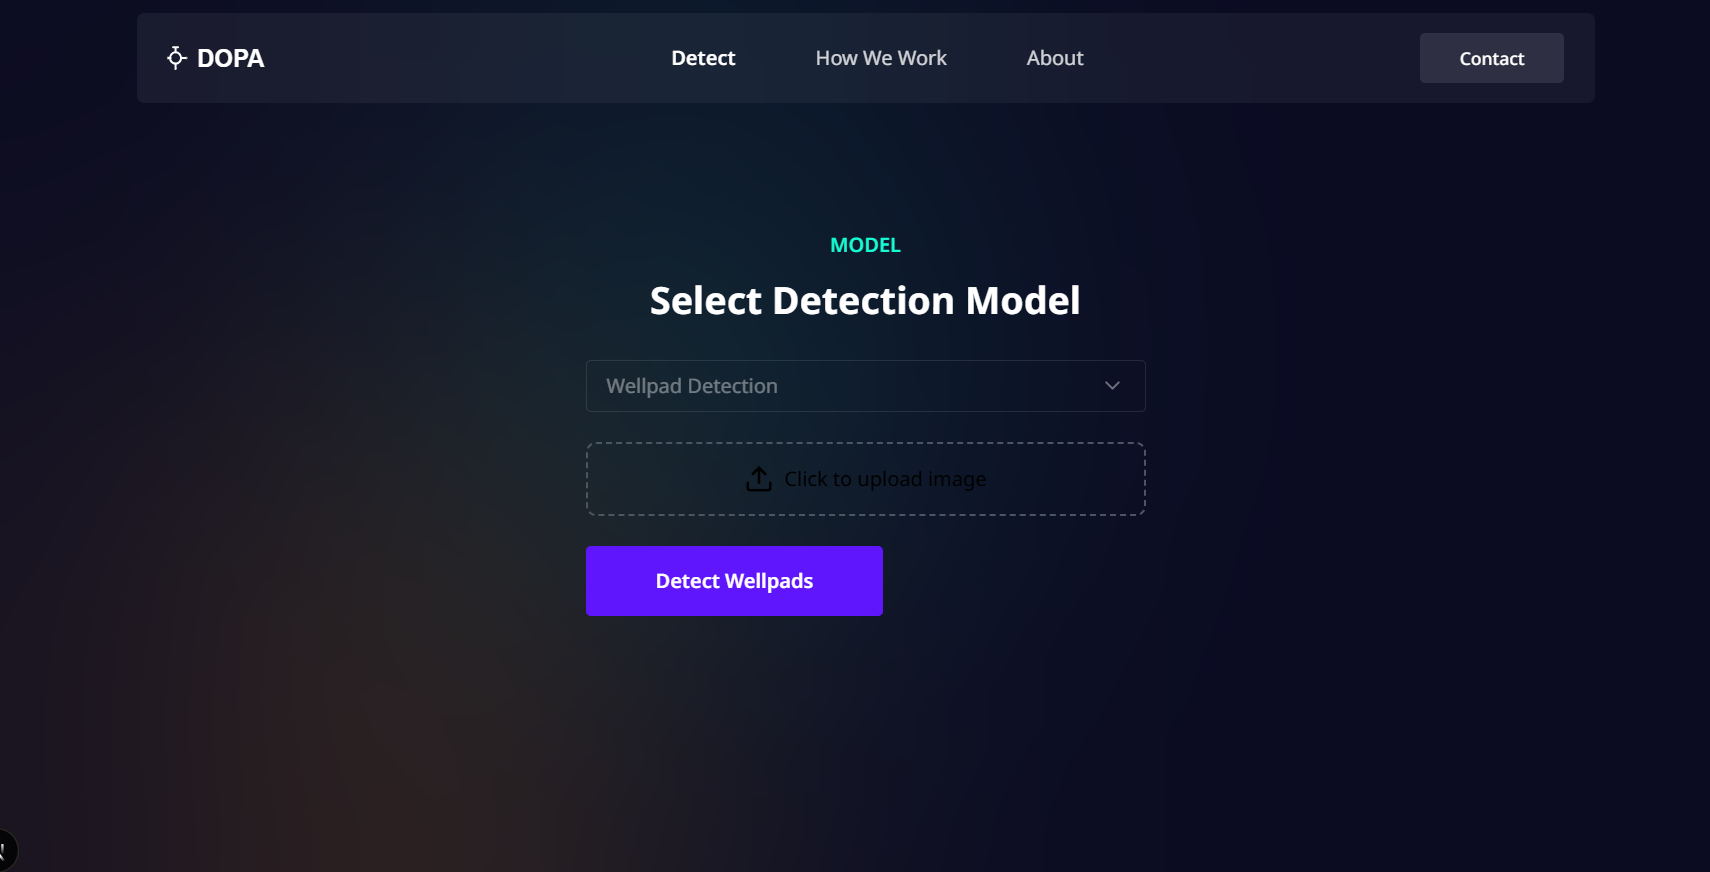 DOPA
Detect
How We Work
About
Contact
MODEL
Select Detection Model
Wellpad Detection
Click to upload image
Detect Wellpads